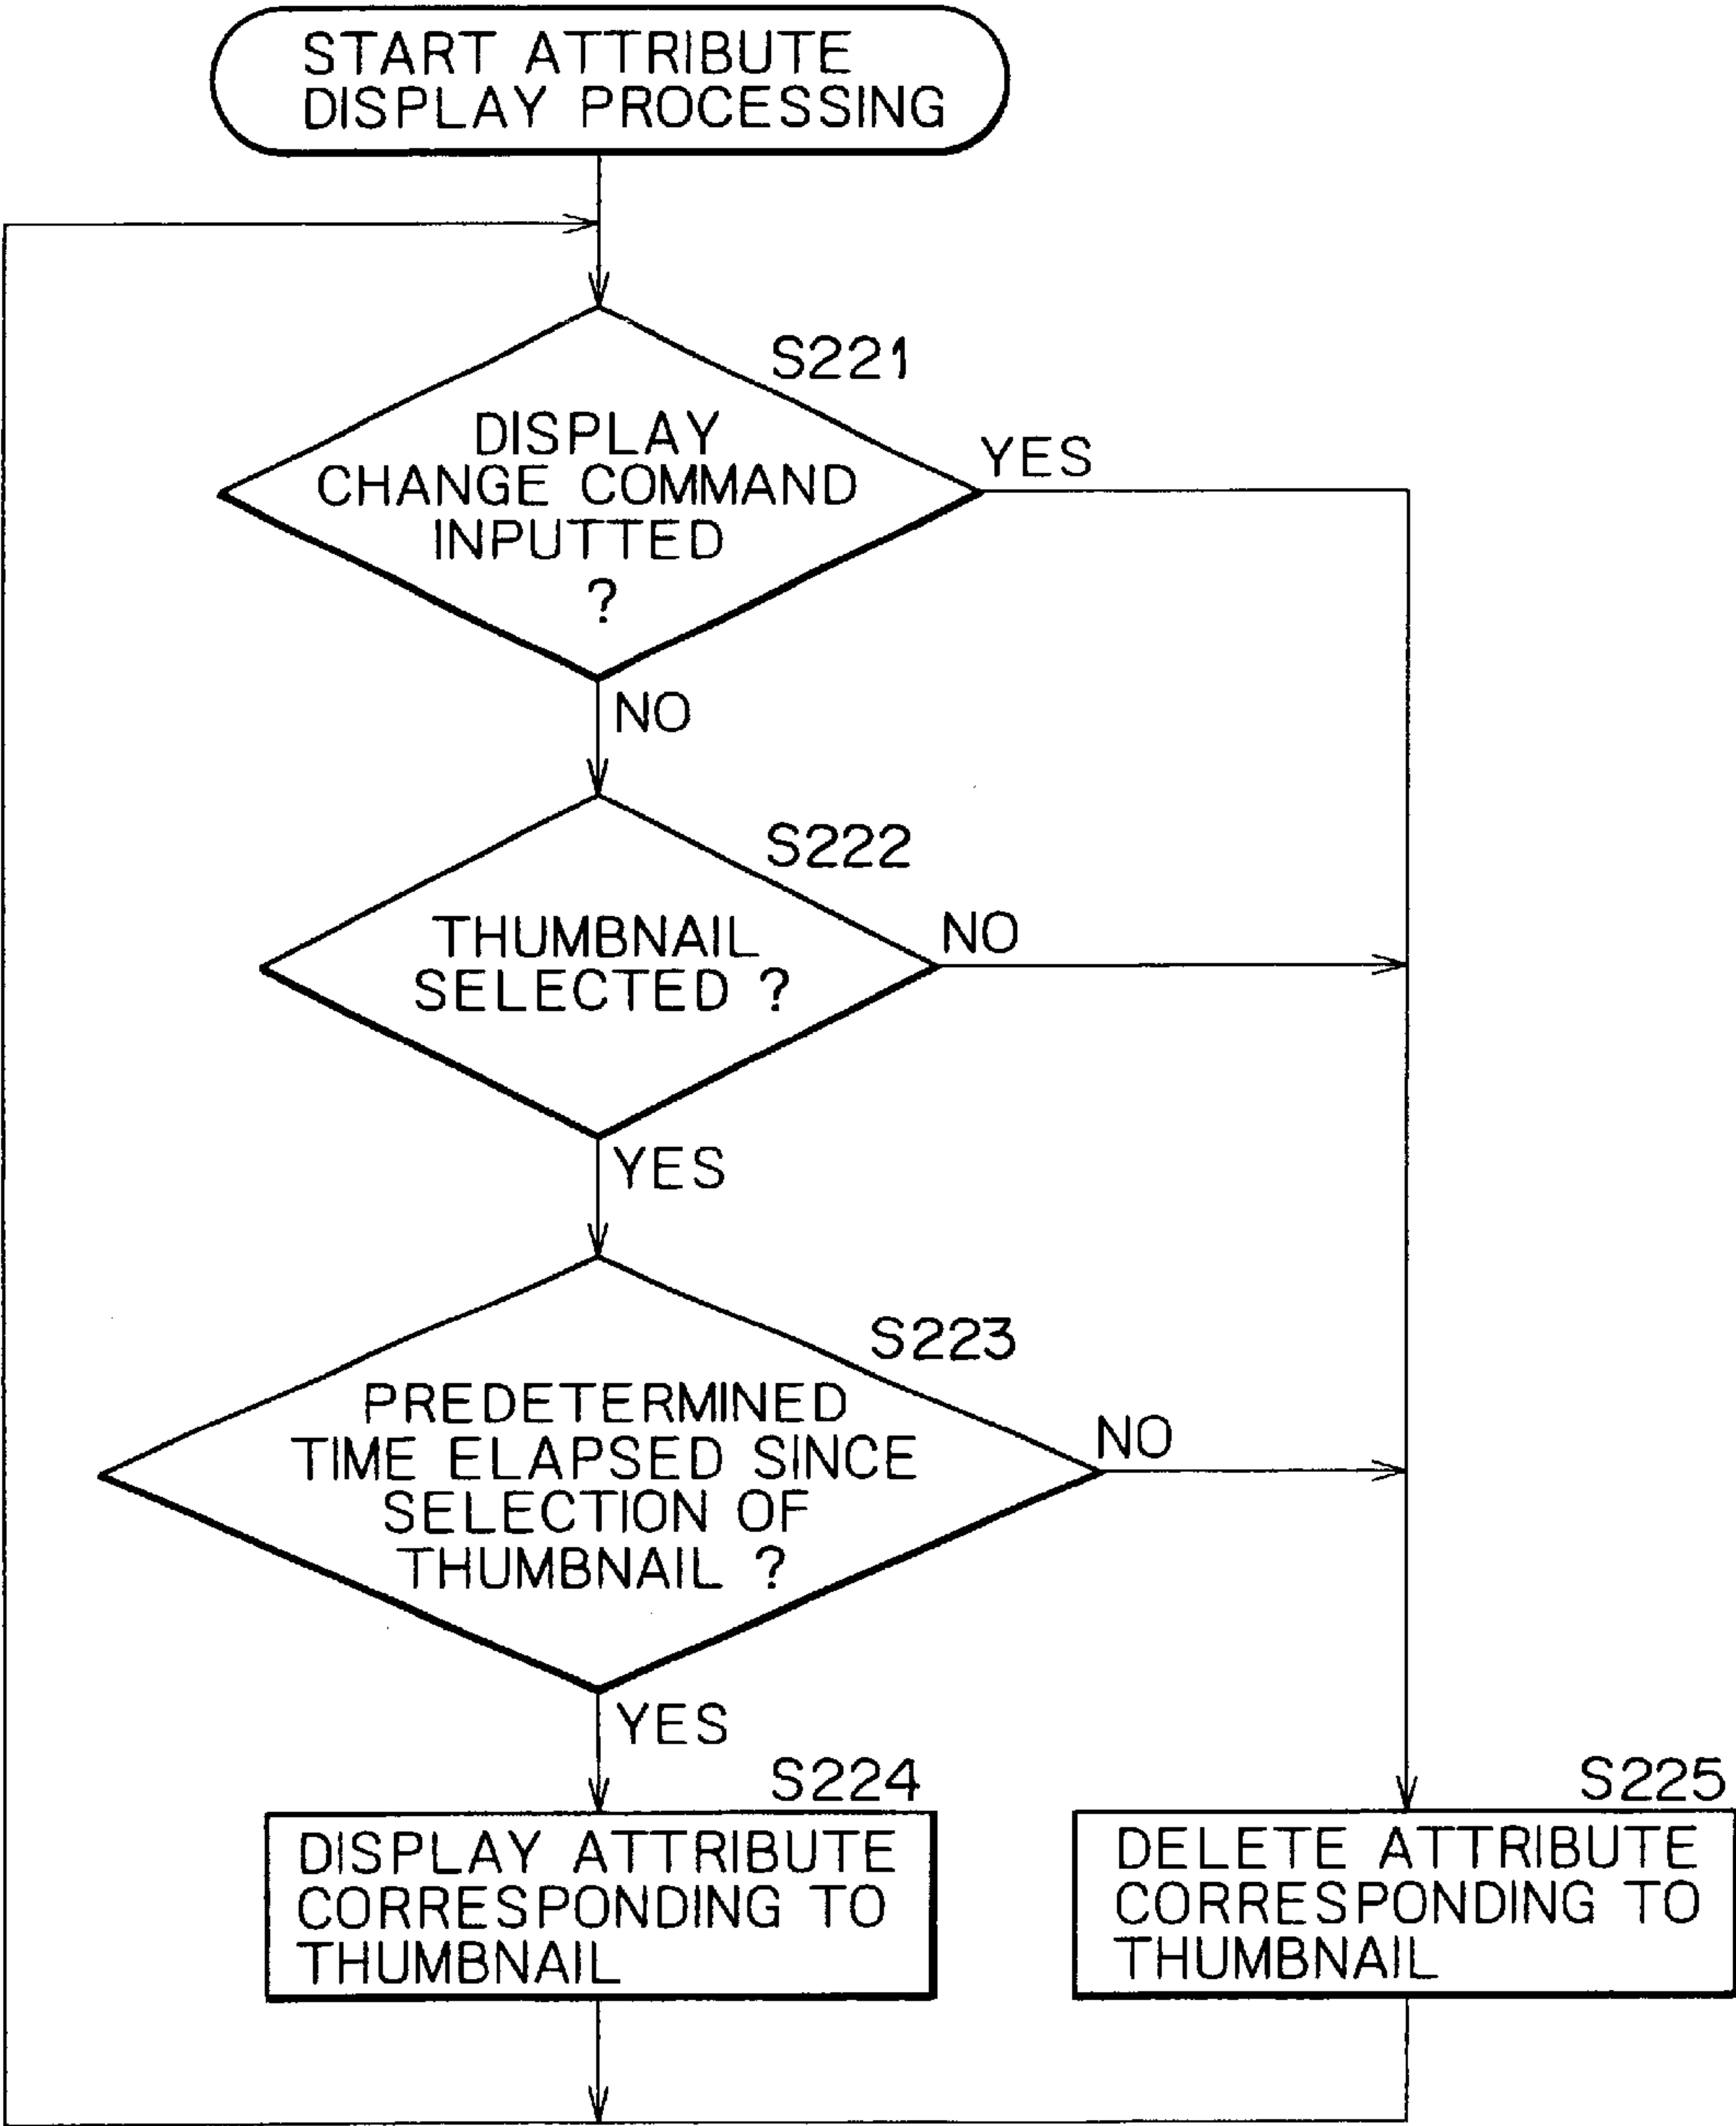 START ATTRIBUTE
DISPLAY PROCESSING
S221
DISPLAY
CHANGE COMMAND
INPUTTED
?
YES
NO
S222
THUMBNAIL
SELECTED ?
NO
YES
S223
PREDETERMINED
TIME ELAPSED SINCE
SELECTION OF
THUMBNAIL ?
NO
YES
S224
DISPLAY ATTRIBUTE
CORRESPONDING TO
THUMBNAIL
S225
DELETE ATTRIBUTE
CORRESPONDING TO
THUMBNAIL